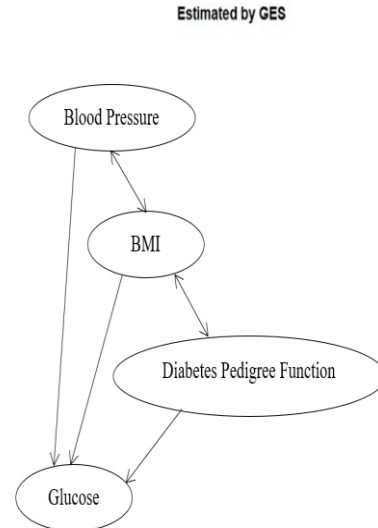 Estimated by GES
Blood Pressure
BMI
Diabetes Pedigree Function
Glucose